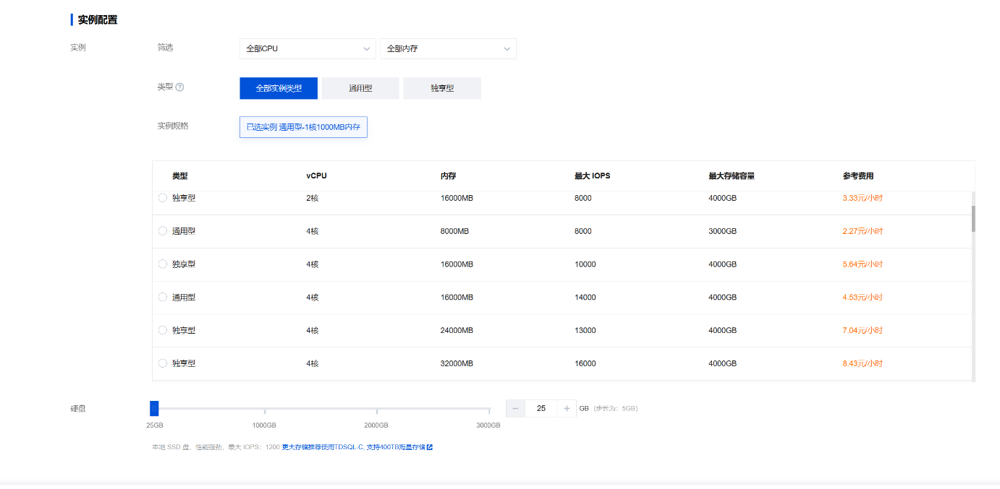 实例配置
实例 筛选 全部CPU 全部内存
类型 全部实例类型 通用型 独享型
实例规格 已选实例 通用型-1核1000MB内存
类型 vCPU 内存 最大 IOPS 最大存储容量 参考费用
独享型 2核 16000MB 8000 4000GB 3.33元/小时
通用型 4核 8000MB 8000 3000GB 2.27元/小时
独享型 4核 16000MB 10000 4000GB 5.64元/小时
通用型 4核 16000MB 14000 4000GB 4.53元/小时
独享型 4核 24000MB 13000 4000GB 7.04元/小时
独享型 4核 32000MB 16000 4000GB 8.43元/小时
硬盘 − 25 + GB (步长为: 5GB)
25GB 1000GB 2000GB 3000GB
本地 SSD 盘, 性能强劲, 最大 IOPS: 1200 更大存储推荐使用TDSQL-C, 支持400TB海量存储